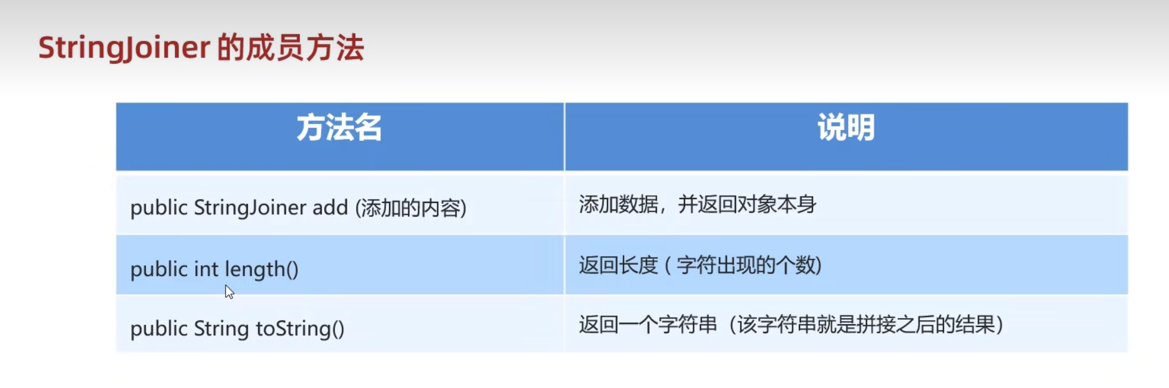 StringJoiner 的成员方法
方法名 说明
public StringJoiner add (添加的内容) 添加数据，并返回对象本身
public int length() 返回长度 ( 字符出现的个数)
public String toString() 返回一个字符串（该字符串就是拼接之后的结果）